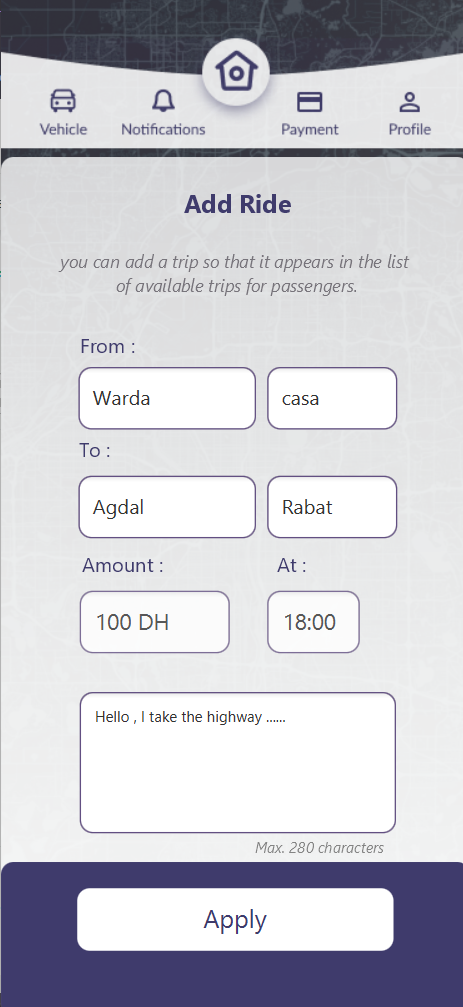 Vehicle Notifications Payment Profile
Add Ride
you can add a trip so that it appears in the list
of available trips for passengers.
From :
Warda casa
To :
Agdal Rabat
Amount : At :
100 DH 18:00
Hello , I take the highway ......
Max. 280 characters
Apply